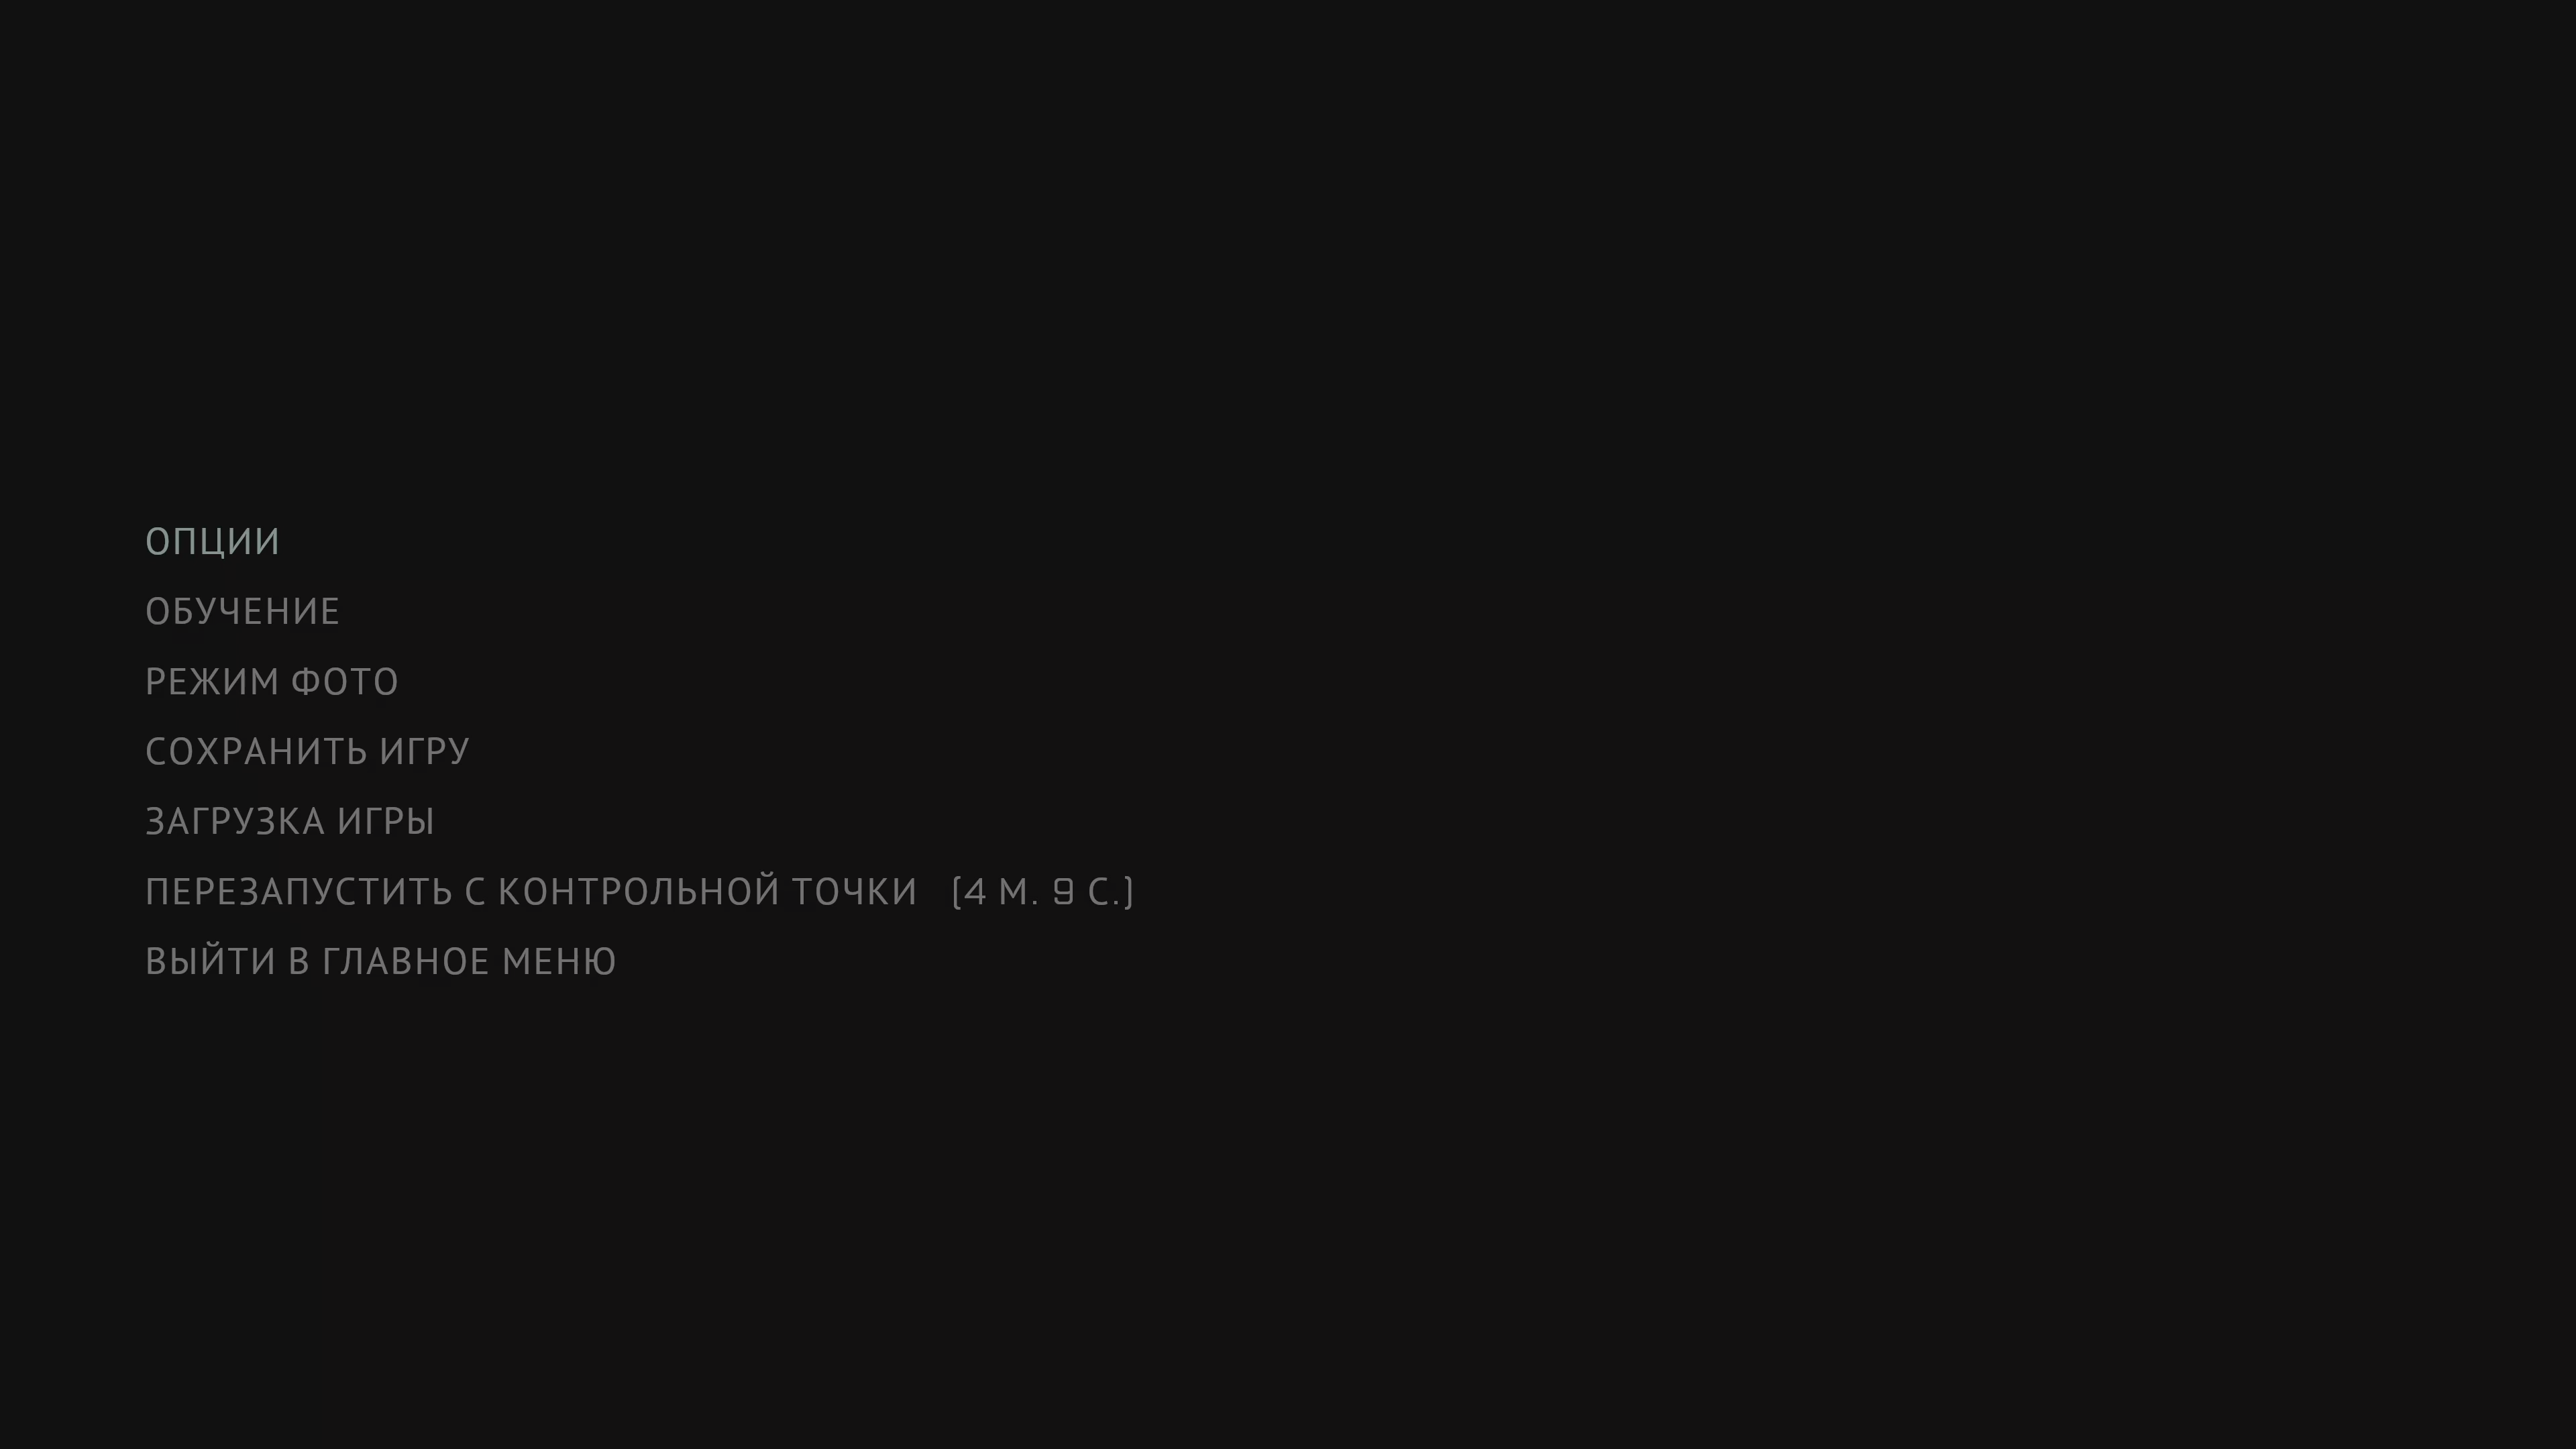 ОПЦИИ
ОБУЧЕНИЕ
РЕЖИМ ФОТО
СОХРАНИТЬ ИГРУ
ЗАГРУЗКА ИГРЫ
ПЕРЕЗАПУСТИТЬ С КОНТРОЛЬНОЙ ТОЧКИ (4 М. 9 С.)
ВЫЙТИ В ГЛАВНОЕ МЕНЮ